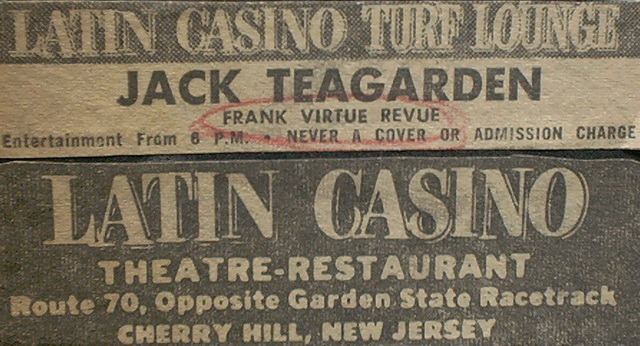 LATIN CASINO TURF LOUNGE
JACK TEAGARDEN
FRANK VIRTUE REVUE
Entertainment From 6 P.M. • NEVER A COVER OR ADMISSION CHARGE
LATIN CASINO
THEATRE-RESTAURANT
Route 70, Opposite Garden State Racetrack
CHERRY HILL, NEW JERSEY